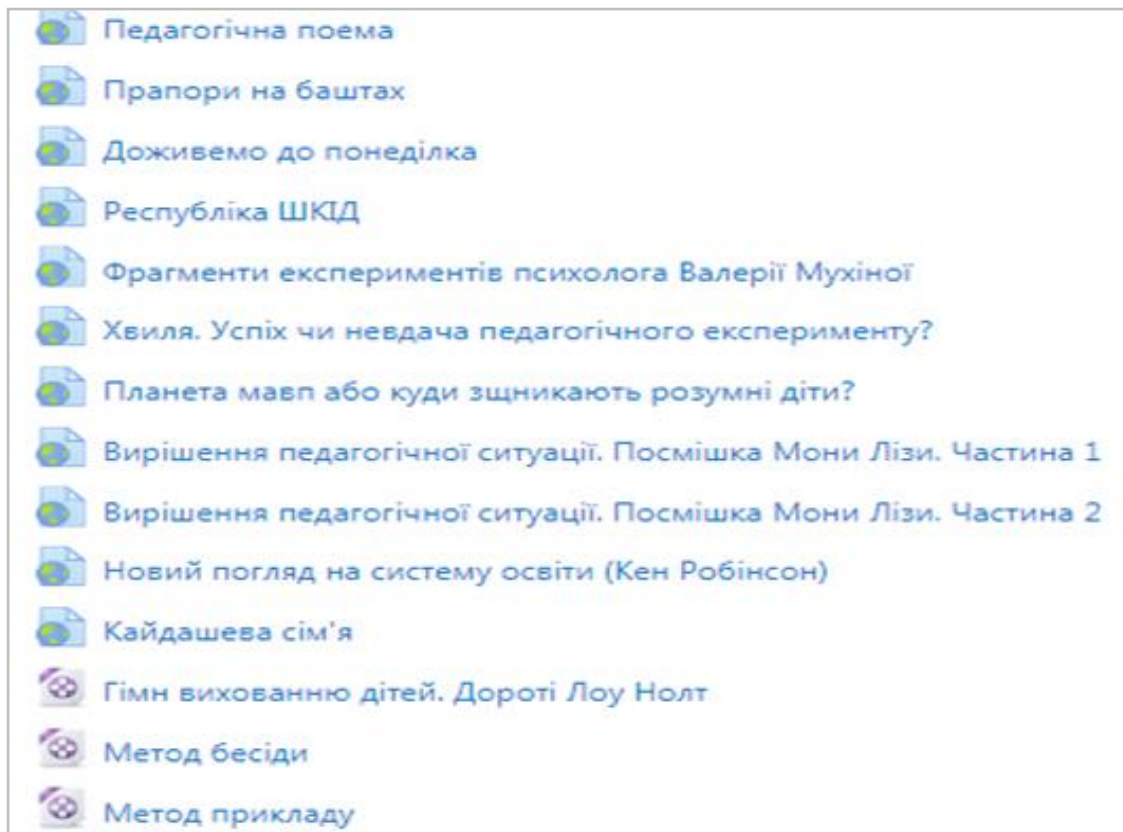 Педагогічна поема
Прапори на баштах
Доживемо до понеділка
Республіка ШКІД
Фрагменти експериментів психолога Валерії Мухіної
Хвиля. Успіх чи невдача педагогічного експерименту?
Планета мавп або куди зщникають розумні діти?
Вирішення педагогічної ситуації. Посмішка Мони Лізи. Частина 1
Вирішення педагогічної ситуації. Посмішка Мони Лізи. Частина 2
Новий погляд на систему освіти (Кен Робінсон)
Кайдашева сім'я
Гімн вихованню дітей. Дороті Лоу Нолт
Метод бесіди
Метод прикладу